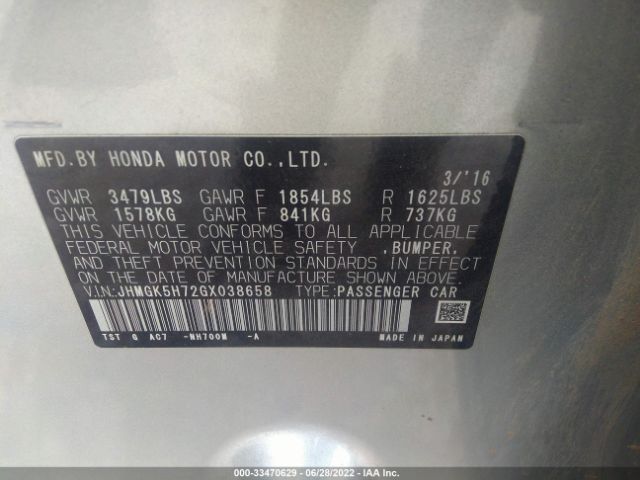 MFD.BY HONDA MOTOR CO.,LTD.
3/'16
GVWR 3479LBS GAWR F 1854LBS R 1625LBS
GVWR 1578KG GAWR F 841KG R 737KG
THIS VEHICLE CONFORMS TO ALL APPLICABLE
FEDERAL MOTOR VEHICLE SAFETY ,BUMPER,
AND THEFT PREVENTION STANDARDS IN EFFECT
ON THE DATE OF MANUFACTURE SHOWN ABOVE.
V.I.N:JHMGK5H72GX038658 TYPE:PASSENGER CAR
TST G AC7 -NH700M -A
MADE IN JAPAN
000-33470629 - 06/28/2022 - IAA Inc.